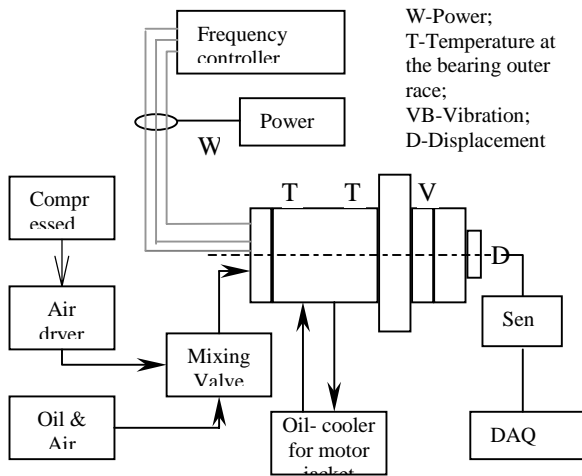 Frequency
controller
W-Power;
T-Temperature at
the bearing outer
race;
VB-Vibration;
D-Displacement
Power
W
T T V
Compr
essed
D
Air
dryer
Sen
Mixing
Valve
Oil & Air
Oil- cooler
for motor
jacket
DAQ